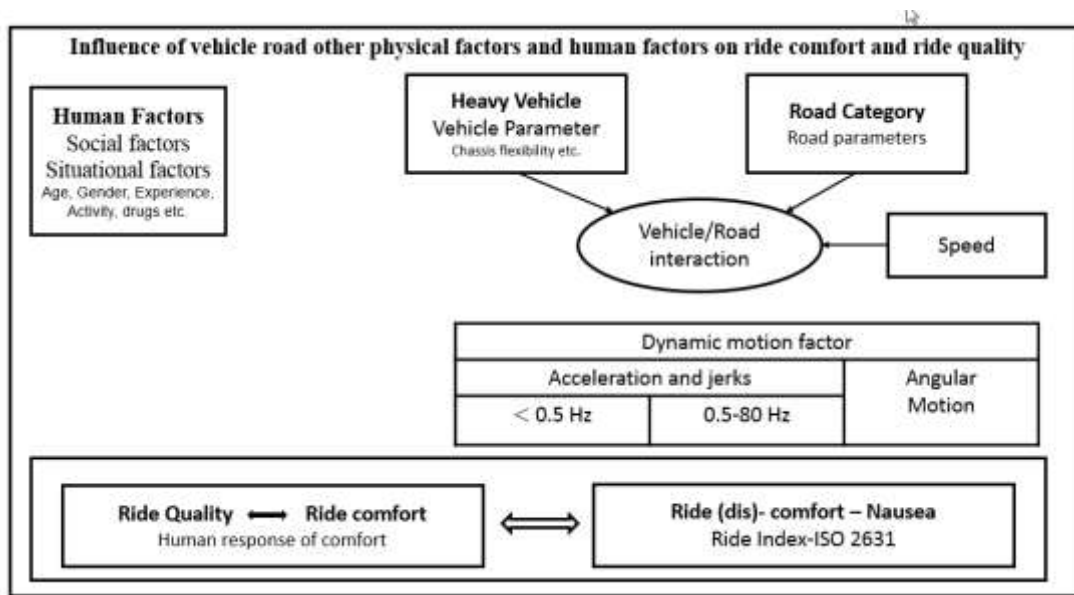 Influence of vehicle road other physical factors and human factors on ride comfort and ride quality
Human Factors
Social factors
Situational factors
Age, Gender, Experience,
Activity, drugs etc.
Heavy Vehicle
Vehicle Parameter
Chassis flexibility etc.
Road Category
Road parameters
Vehicle/Road
interaction
Speed
Dynamic motion factor
Acceleration and jerks
Angular
Motion
< 0.5 Hz
0.5-80 Hz
Ride Quality Ride comfort
Human response of comfort
Ride (dis)- comfort – Nausea
Ride Index-ISO 2631